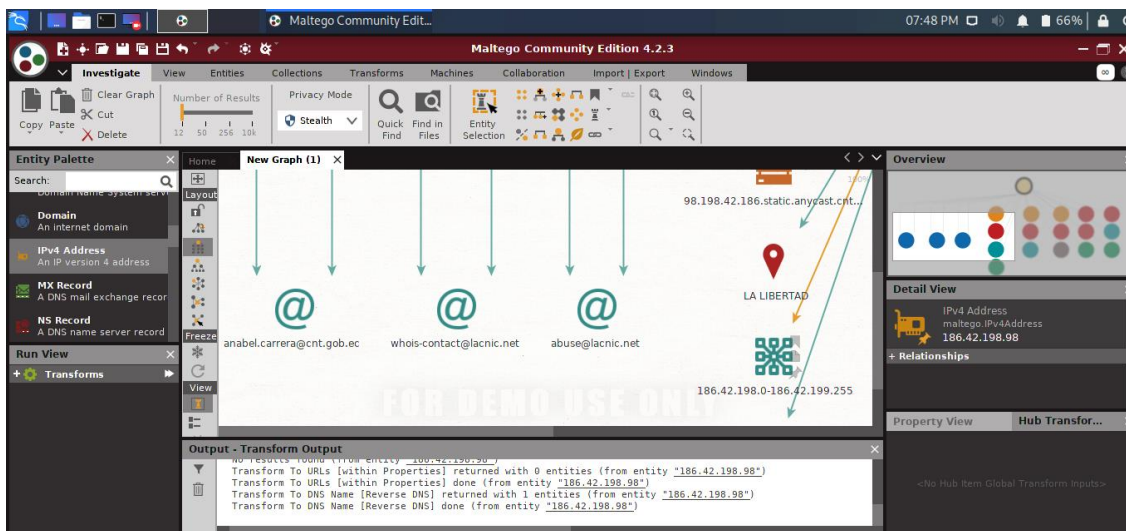 Maltego Community Edit...
07:48 PM
66%
Maltego Community Edition 4.2.3
Investigate View Entities Collections Transforms Machines Collaboration Import | Export Windows
Copy Paste
Clear Graph
Cut
Delete
Number of Results
12 50 256 10k
Privacy Mode
Stealth
Quick Find
Find in Files
Entity Selection
Entity Palette
Search:
Domain
An internet domain
IPv4 Address
An IP version 4 address
MX Record
A DNS mail exchange recor
NS Record
A DNS name server record
Run View
+ Transforms
Home New Graph (1)
Layout
Freeze
View
100%
98.198.42.186.static.anycast.cnt...
LA LIBERTAD
anabel.carrera@cnt.gob.ec
whois-contact@lacnic.net
abuse@lacnic.net
186.42.198.0-186.42.199.255
FOR DEMO USE ONLY
Output - Transform Output
No results found (from entity "186.42.198.98")
Transform To URLs [within Properties] returned with 0 entities (from entity "186.42.198.98")
Transform To URLs [within Properties] done (from entity "186.42.198.98")
Transform To DNS Name [Reverse DNS] returned with 1 entities (from entity "186.42.198.98")
Transform To DNS Name [Reverse DNS] done (from entity "186.42.198.98")
Overview
Detail View
IPv4 Address
maltego.IPv4Address
186.42.198.98
+ Relationships
Property View Hub Transfor...
<No Hub Item Global Transform Inputs>